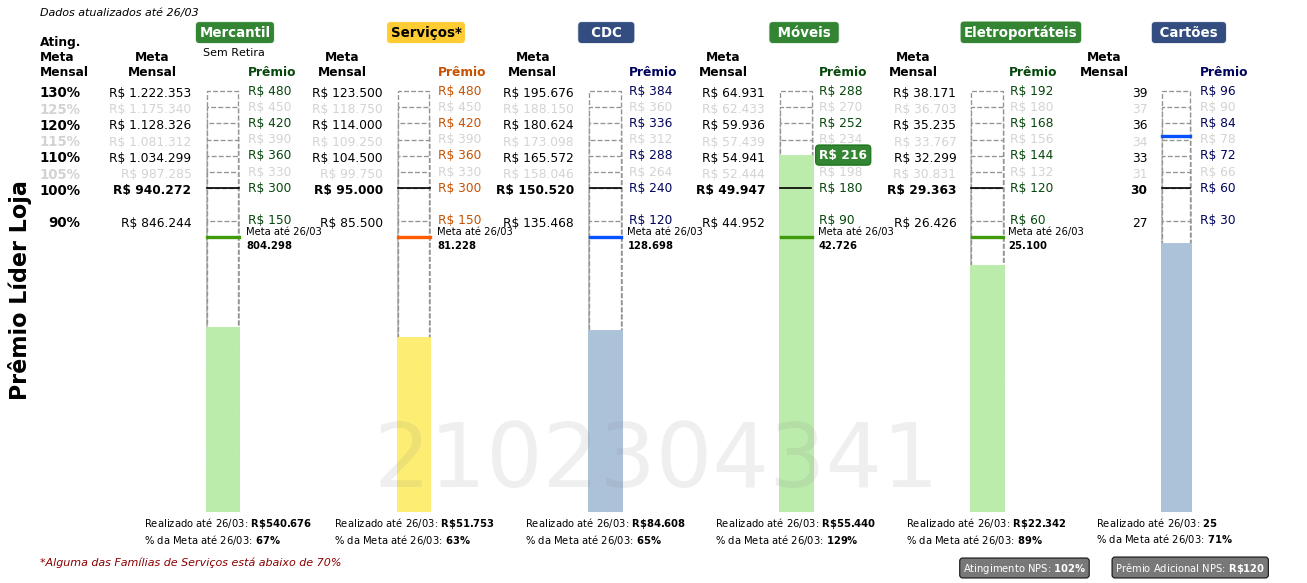 Dados atualizados até 26/03
Mercantil Serviços* CDC Móveis Eletroportáteis Cartões
Sem Retira
Ating. Meta Mensal
Meta Mensal Prêmio Meta Mensal Prêmio Meta Mensal Prêmio Meta Mensal Prêmio Meta Mensal Prêmio Meta Mensal Prêmio
130% R$ 1.222.353 R$ 480 R$ 123.500 R$ 480 R$ 195.676 R$ 384 R$ 64.931 R$ 288 R$ 38.171 R$ 192 39 R$ 96
125% R$ 1.175.340 R$ 450 R$ 118.750 R$ 450 R$ 188.150 R$ 360 R$ 62.433 R$ 270 R$ 36.703 R$ 180 37 R$ 90
120% R$ 1.128.326 R$ 420 R$ 114.000 R$ 420 R$ 180.624 R$ 336 R$ 59.936 R$ 252 R$ 35.235 R$ 168 36 R$ 84
115% R$ 1.081.312 R$ 390 R$ 109.250 R$ 390 R$ 173.098 R$ 312 R$ 57.439 R$ 234 R$ 33.767 R$ 156 34 R$ 78
110% R$ 1.034.299 R$ 360 R$ 104.500 R$ 360 R$ 165.572 R$ 288 R$ 54.941 R$ 216 R$ 32.299 R$ 144 33 R$ 72
105% R$ 987.285 R$ 330 R$ 99.750 R$ 330 R$ 158.046 R$ 264 R$ 52.444 R$ 198 R$ 30.831 R$ 132 31 R$ 66
100% R$ 940.272 R$ 300 R$ 95.000 R$ 300 R$ 150.520 R$ 240 R$ 49.947 R$ 180 R$ 29.363 R$ 120 30 R$ 60
90% R$ 846.244 R$ 150 R$ 85.500 R$ 150 R$ 135.468 R$ 120 R$ 44.952 R$ 90 R$ 26.426 R$ 60 27 R$ 30
Meta até 26/03 Meta até 26/03 Meta até 26/03 Meta até 26/03 Meta até 26/03
804.298 81.228 128.698 42.726 25.100
Prêmio Líder Loja
2102304341
Realizado até 26/03: R$540.676 Realizado até 26/03: R$51.753 Realizado até 26/03: R$84.608 Realizado até 26/03: R$55.440 Realizado até 26/03: R$22.342 Realizado até 26/03: 25
% da Meta até 26/03: 67% % da Meta até 26/03: 63% % da Meta até 26/03: 65% % da Meta até 26/03: 129% % da Meta até 26/03: 89% % da Meta até 26/03: 71%
*Alguma das Famílias de Serviços está abaixo de 70%
Atingimento NPS: 102% Prêmio Adicional NPS: R$120